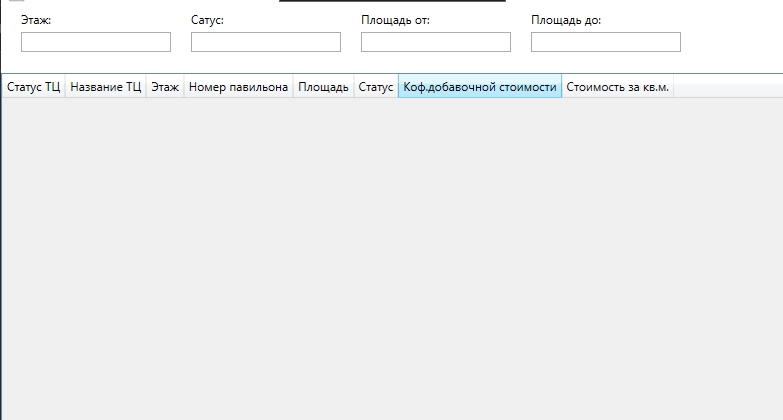 Этаж: Сатус: Площадь от: Площадь до:
Статус ТЦ Название ТЦ Этаж Номер павильона Площадь Статус Коф.добавочной стоимости Стоимость за кв.м.